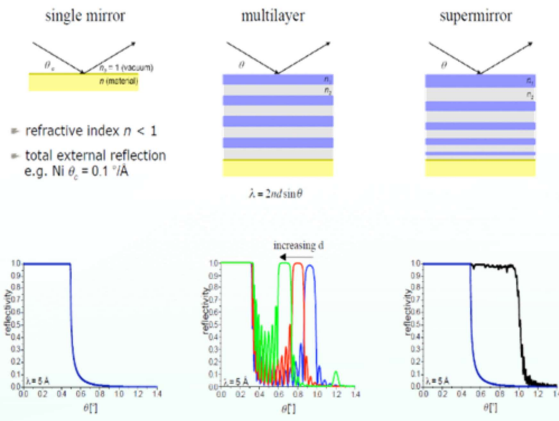 single mirror
multilayer
supermirror
θc
n1 = 1 (vacuum)
n (material)
θ
n1
n2
θ
n1
n2
refractive index n < 1
total external reflection
e.g. Ni θc = 0.1 °/Å
λ = 2nd sinθ
increasing d
reflectivity
1.0
0.9
0.8
0.7
0.6
0.5
0.4
0.3
0.2
0.1
0.0
λ = 5 Å
0.0 0.2 0.4 0.6 0.8 1.0 1.2 1.4
θ[°]
reflectivity
1.0
0.9
0.8
0.7
0.6
0.5
0.4
0.3
0.2
0.1
0.0
λ = 5 Å
0.0 0.2 0.4 0.6 0.8 1.0 1.2 1.4
θ[°]
reflectivity
1.0
0.9
0.8
0.7
0.6
0.5
0.4
0.3
0.2
0.1
0.0
λ = 5 Å
0.0 0.2 0.4 0.6 0.8 1.0 1.2 1.4
θ[°]